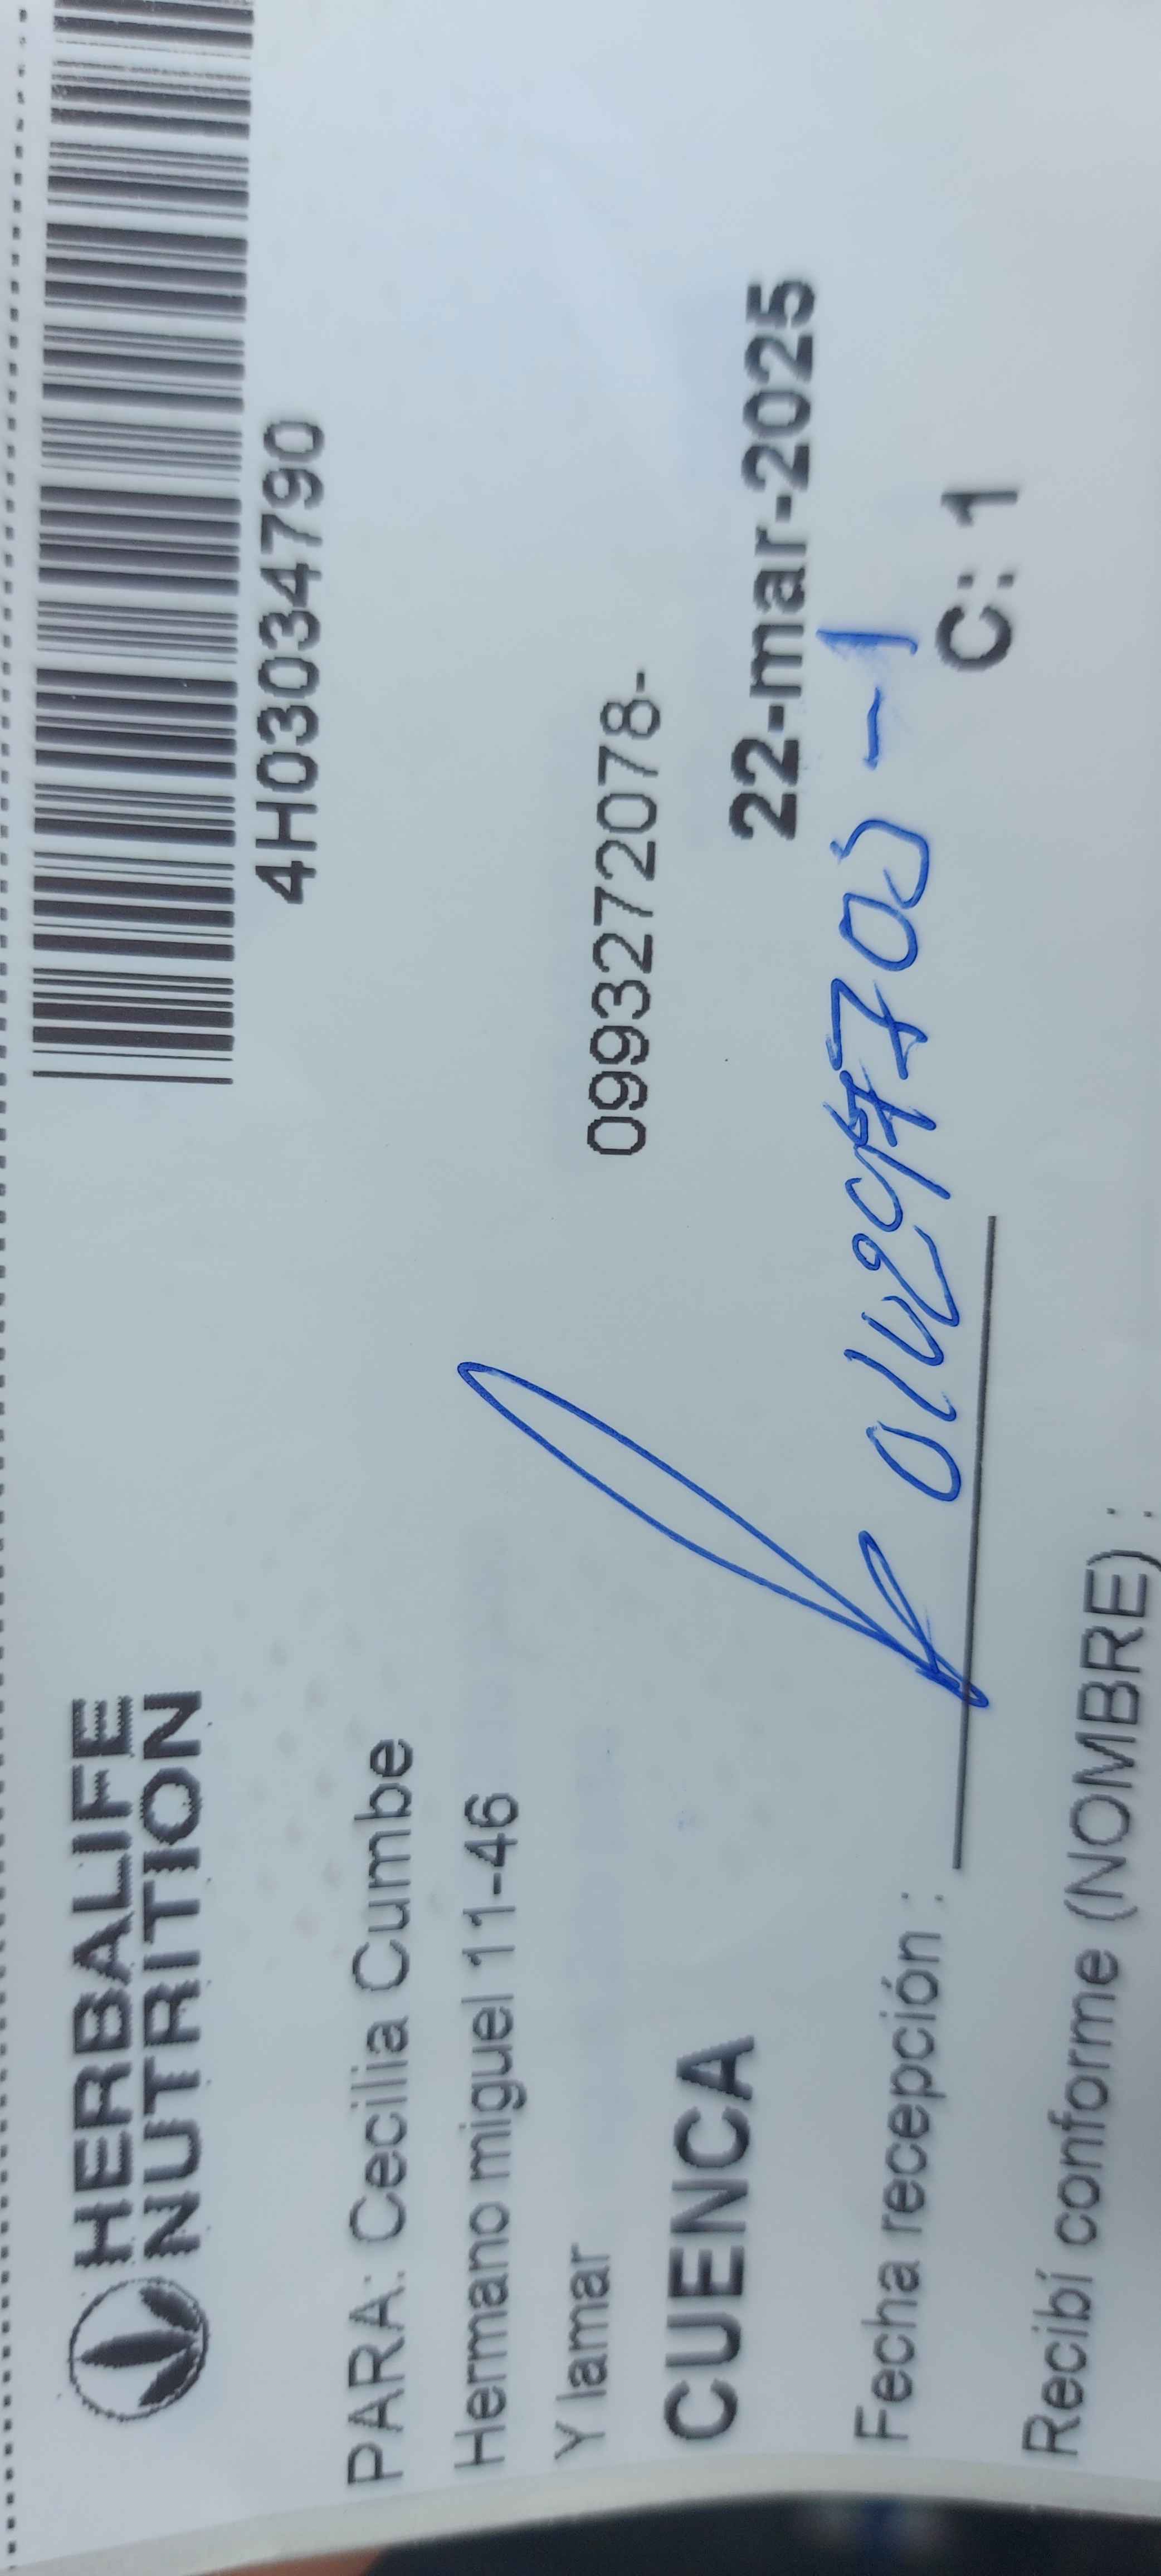 HERBALIFE
NUTRITION
4H03034790
PARA: Cecilia Cumbe
Hermano miguel 11-46
Y lamar
0993272078-
CUENCA
22-mar-2025
Fecha recepción :
C: 1
Recibí conforme (NOMBRE) :